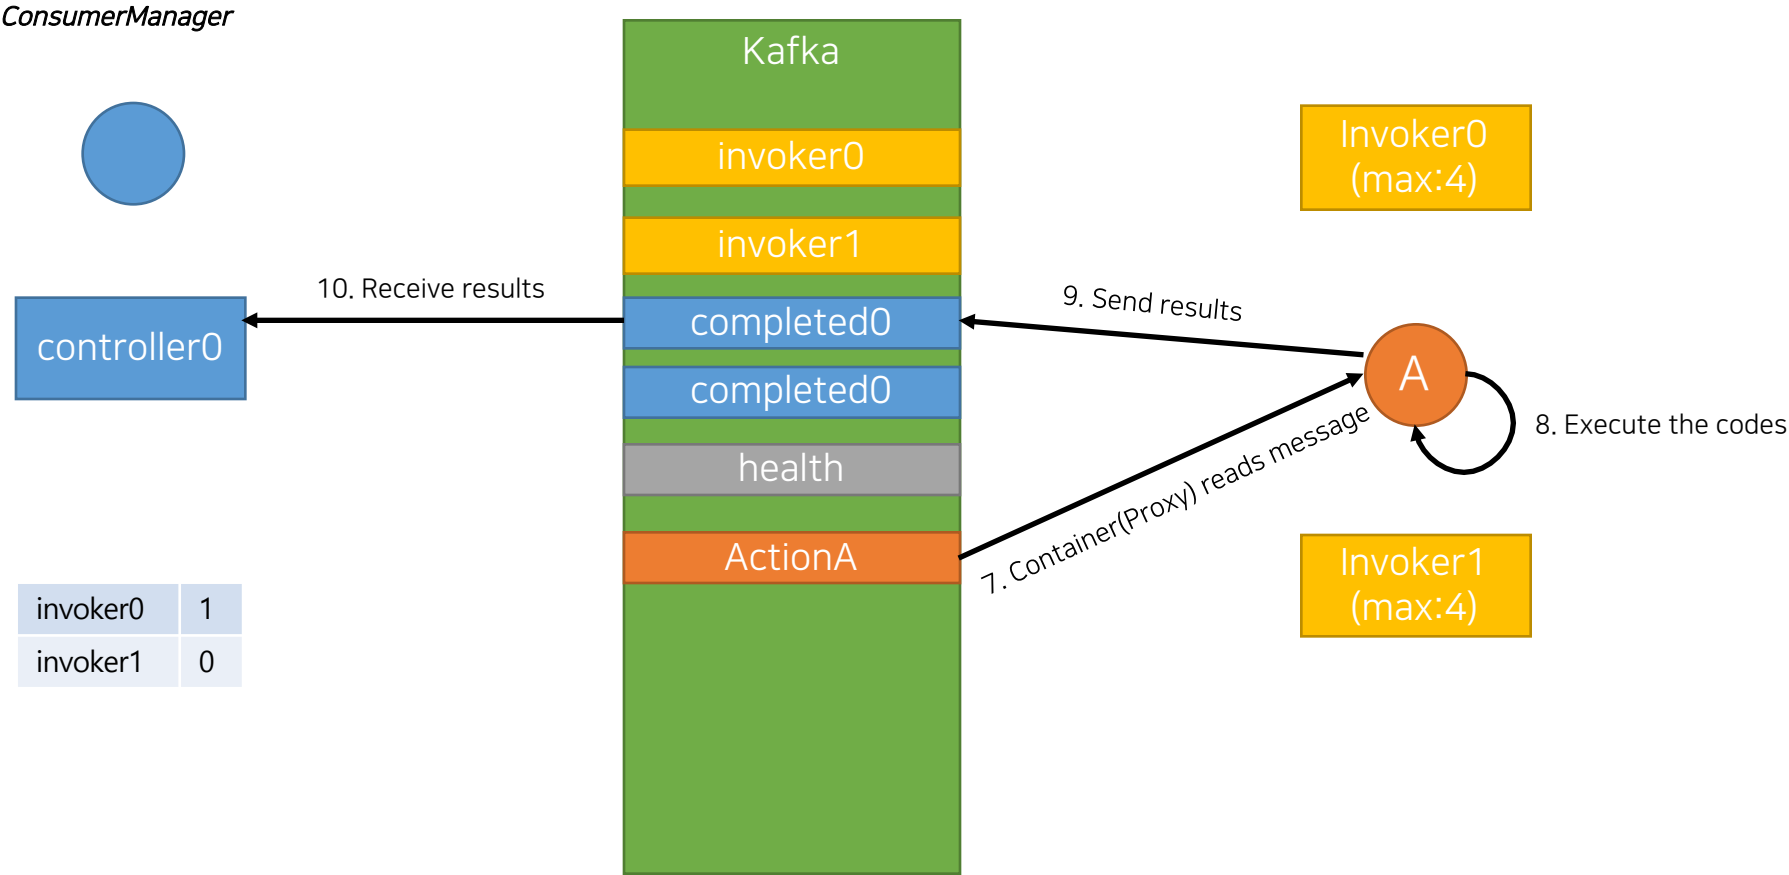 ConsumerManager
Kafka
invoker0
invoker1
completed0
completed0
health
ActionA
controller0
10. Receive results
9. Send results
7. Container(Proxy) reads message
A
8. Execute the codes
Invoker0
(max:4)
Invoker1
(max:4)
invoker0 1
invoker1 0